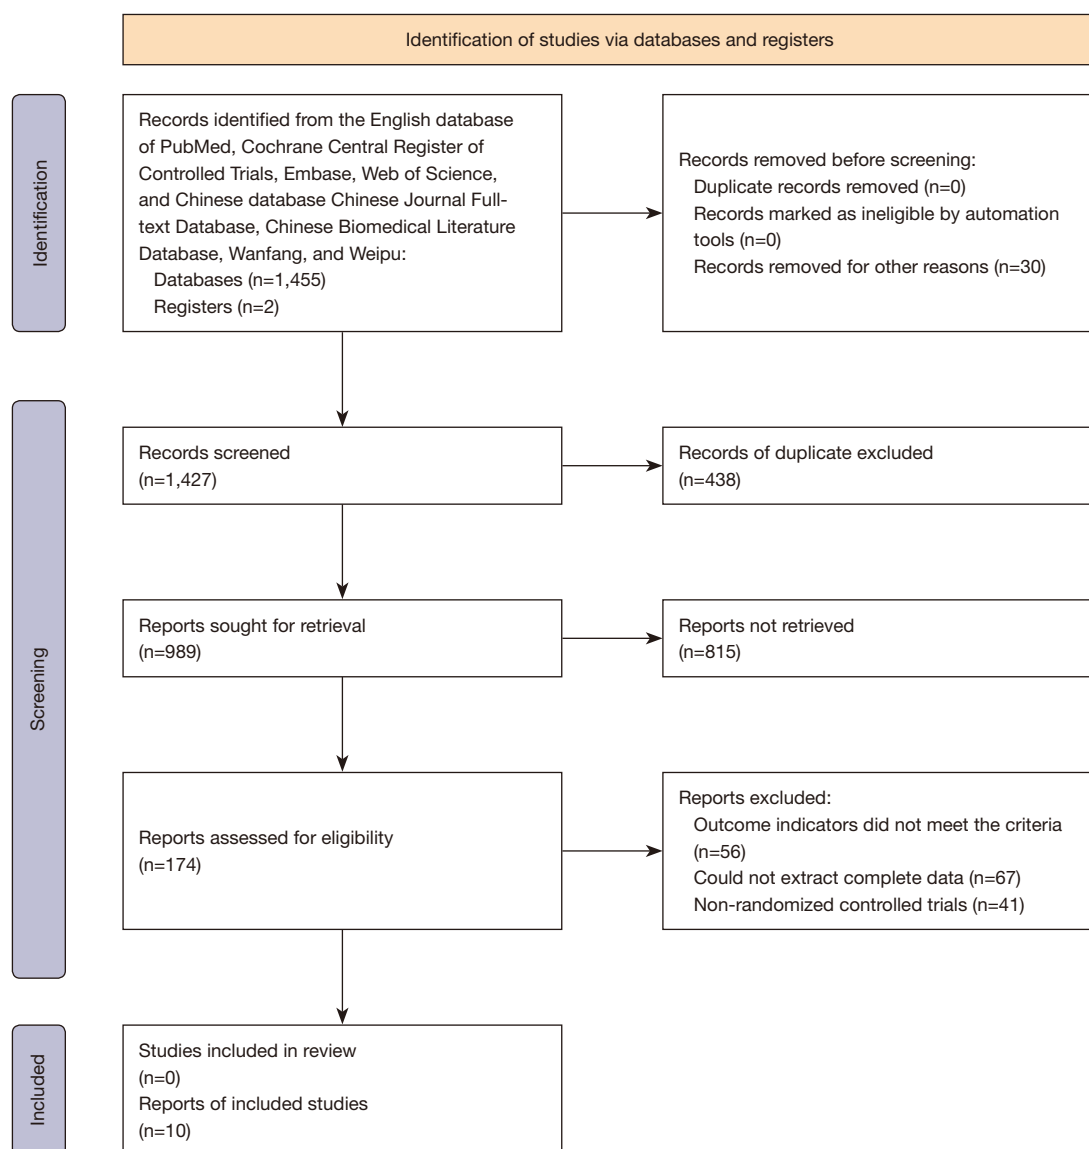 Identification of studies via databases and registers
Identification
Records identified from the English database
of PubMed, Cochrane Central Register of
Controlled Trials, Embase, Web of Science,
and Chinese database Chinese Journal Full-
text Database, Chinese Biomedical Literature
Database, Wanfang, and Weipu:
Databases (n=1,455)
Registers (n=2)
Records removed before screening:
Duplicate records removed (n=0)
Records marked as ineligible by automation
tools (n=0)
Records removed for other reasons (n=30)
Screening
Records screened
(n=1,427)
Records of duplicate excluded
(n=438)
Reports sought for retrieval
(n=989)
Reports not retrieved
(n=815)
Reports assessed for eligibility
(n=174)
Reports excluded:
Outcome indicators did not meet the criteria
(n=56)
Could not extract complete data (n=67)
Non-randomized controlled trials (n=41)
Included
Studies included in review
(n=0)
Reports of included studies
(n=10)